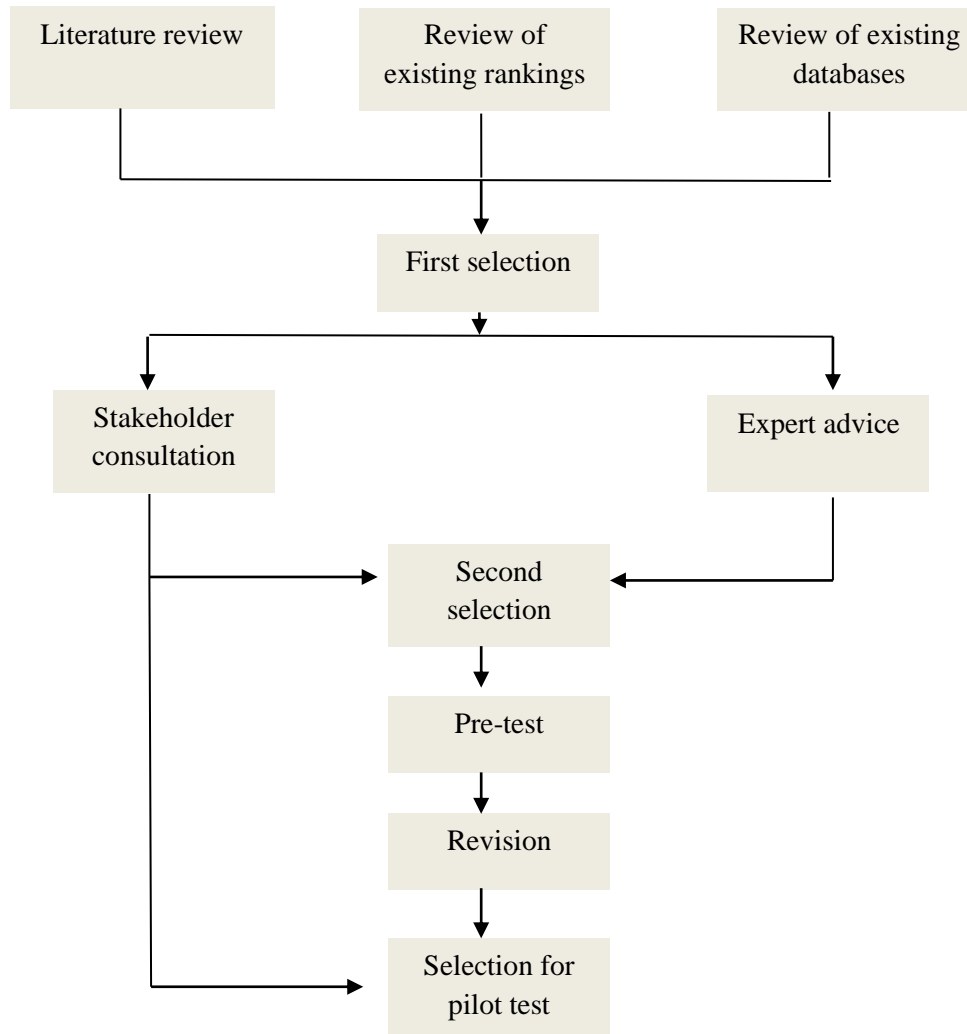 Literature review
Review of
existing rankings
Review of existing
databases
First selection
Stakeholder
consultation
Expert advice
Second
selection
Pre-test
Revision
Selection for
pilot test